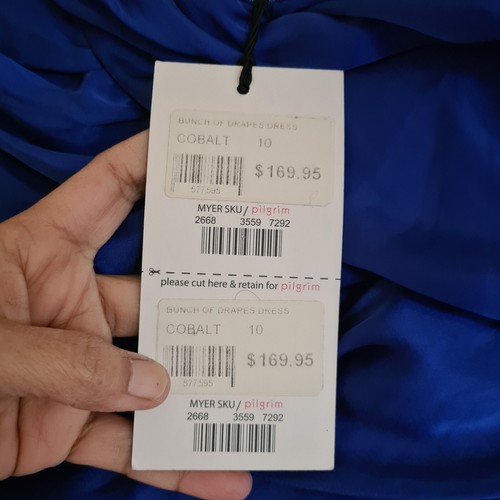 BUNCH OF DRAPES DRESS
COBALT 10
$169.95
577595
MYER SKU/ pilgrim
2668 3559 7292
please cut here & retain for pilgrim
BUNCH OF DRAPES DRESS
COBALT 10
$169.95
577595
MYER SKU/ pilgrim
2668 3559 7292